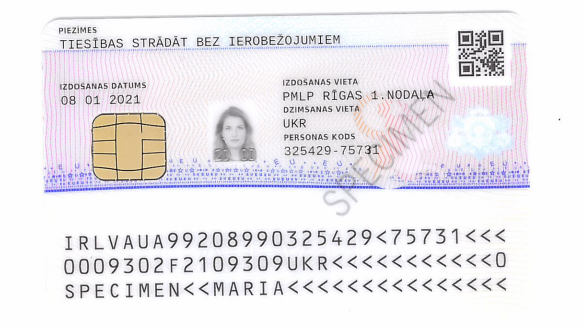 PIEZĪMES
TIESĪBAS STRĀDĀT BEZ IEROBEŽOJUMIEM
IZDOŠANAS DATUMS
08 01 2021
IZDOŠANAS VIETA
PMLP RĪGAS 1.NODAĻA
DZIMŠANAS VIETA
UKR
PERSONAS KODS
325429-75731
SPECIMEN
IRLVAUA99208990325429<75731<<<
0009302F2109309UKR<<<<<<<<<<<0
SPECIMEN<<MARIA<<<<<<<<<<<<<<<